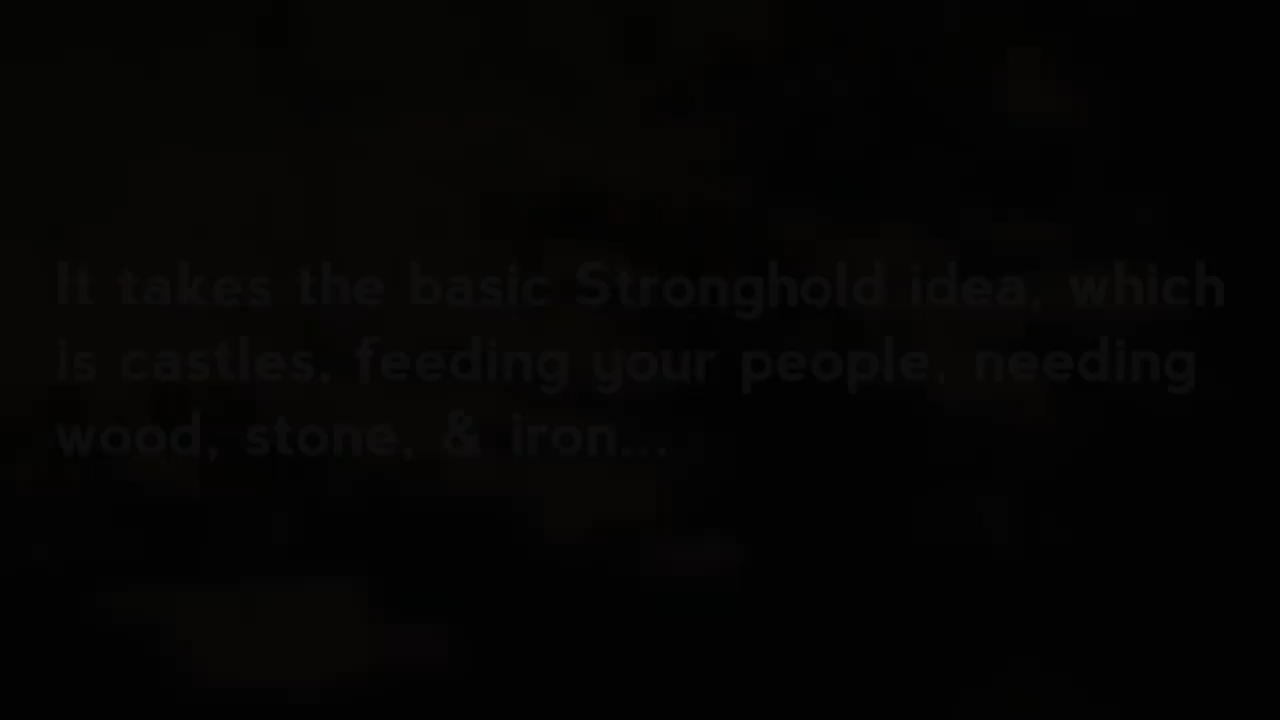 It takes the basic Stronghold idea, which
is castles, feeding your people, needing
wood, stone, & iron...